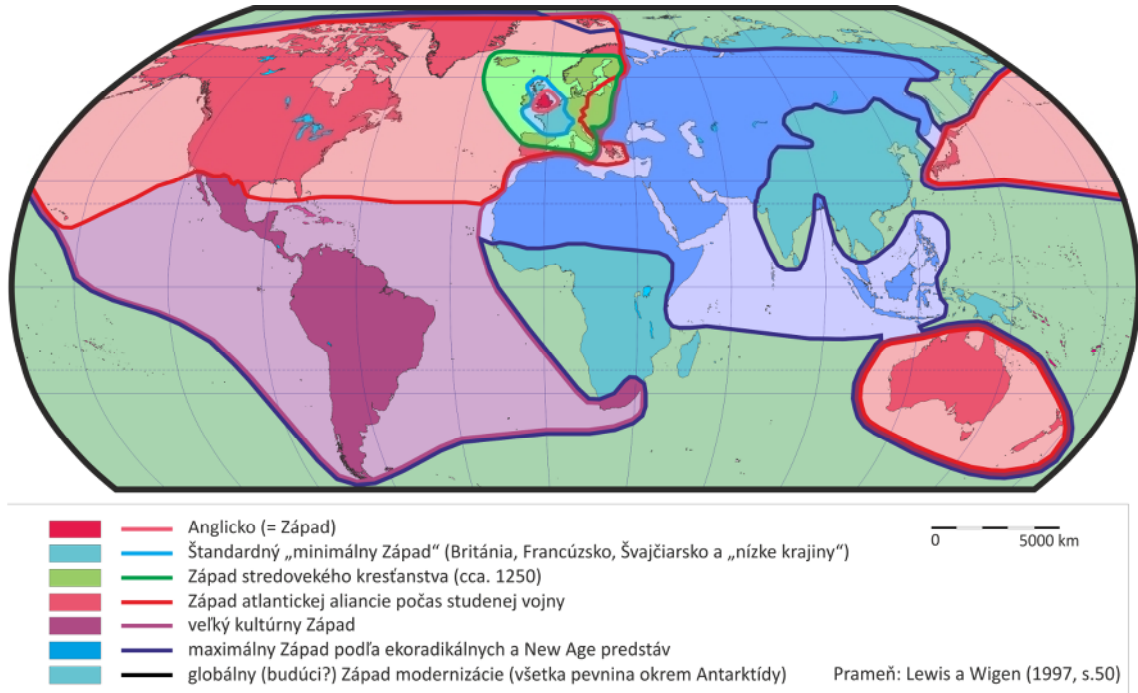 Anglicko (= Západ)
Štandardný „minimálny Západ“ (Británia, Francúzsko, Švajčiarsko a „nízke krajiny“)
Západ stredovekého kresťanstva (cca. 1250)
Západ atlantickej aliancie počas studenej vojny
veľký kultúrny Západ
maximálny Západ podľa ekoradikálnych a New Age predstáv
globálny (budúci?) Západ modernizácie (všetka pevnina okrem Antarktídy)
0 5000 km
Prameň: Lewis a Wigen (1997, s.50)